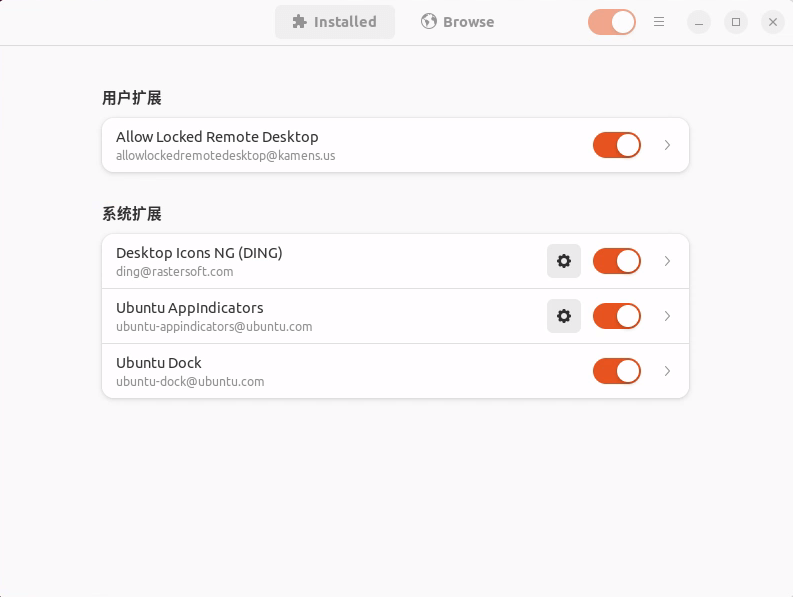 Installed
Browse
用户扩展
Allow Locked Remote Desktop
allowlockedremotedesktop@kamens.us
系统扩展
Desktop Icons NG (DING)
ding@rastersoft.com
Ubuntu AppIndicators
ubuntu-appindicators@ubuntu.com
Ubuntu Dock
ubuntu-dock@ubuntu.com